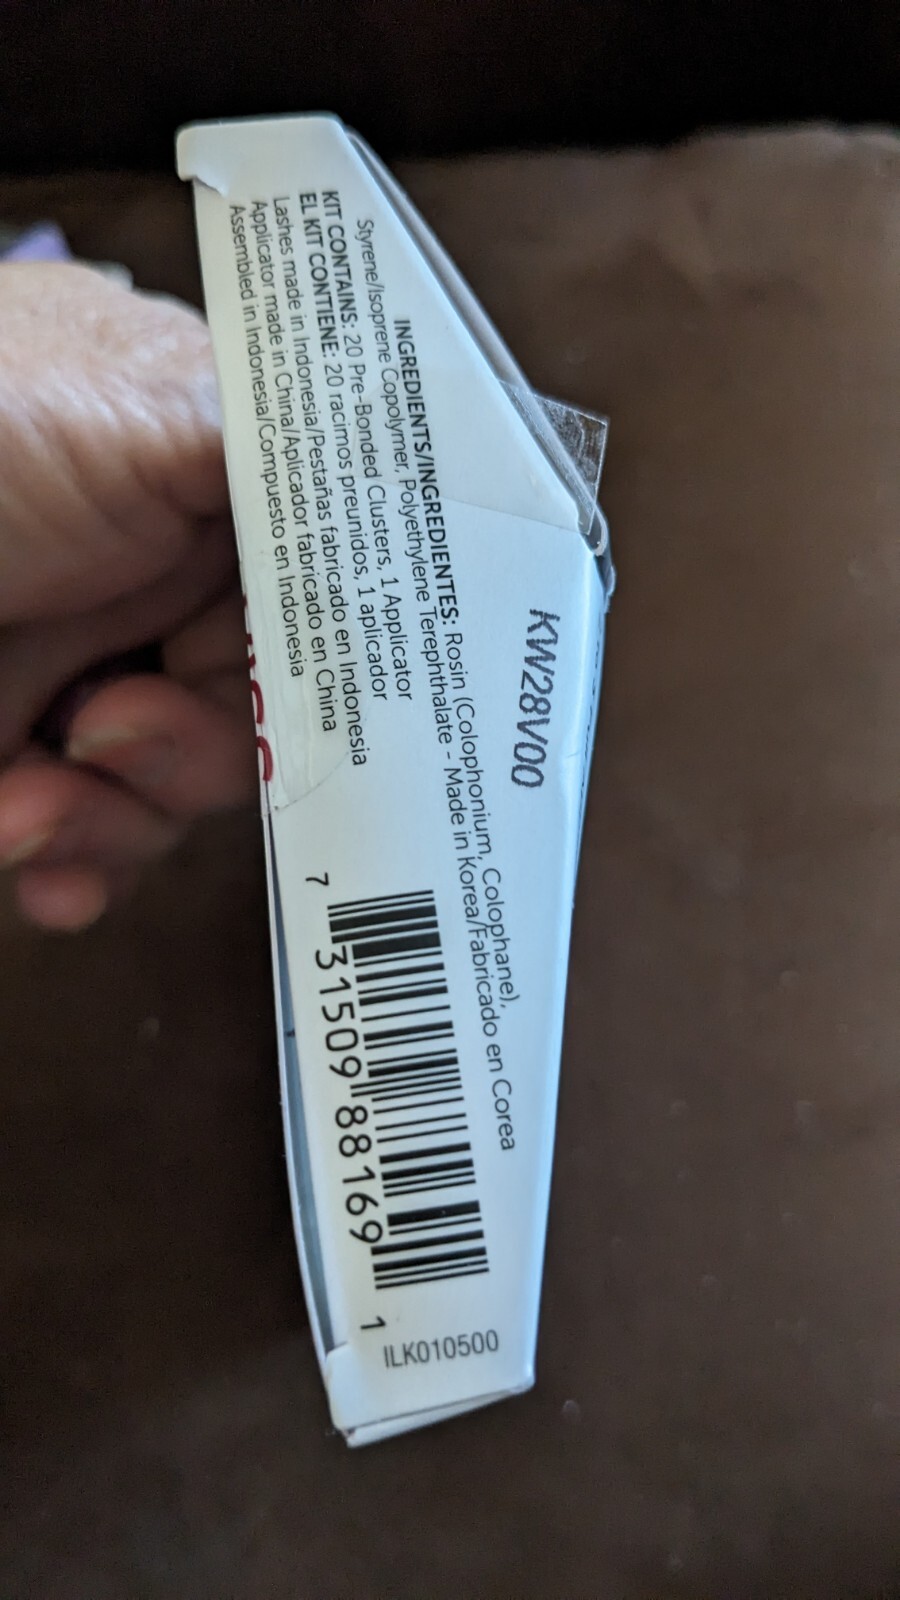 KW28V00
INGREDIENTS/INGREDIENTES: Rosin (Colophonium, Colophane),
Styrene/Isoprene Copolymer, Polyethylene Terephthalate - Made in Korea/Fabricado en Corea
KIT CONTAINS: 20 Pre-Bonded Clusters, 1 Applicator
EL KIT CONTIENE: 20 racimos preunidos, 1 aplicador
Lashes made in Indonesia/Pestañas fabricado en Indonesia
Applicator made in China/Aplicador fabricado en China
Assembled in Indonesia/Compuesto en Indonesia
7 31509 88169 1
ILK010500